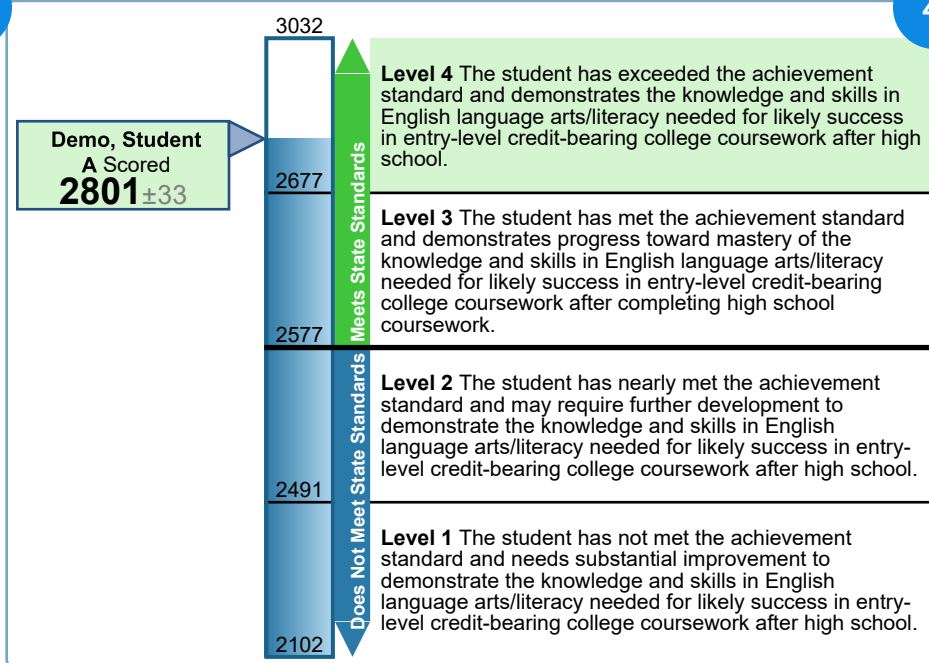 3032
Demo, Student
A Scored
2801±33
Level 4 The student has exceeded the achievement
standard and demonstrates the knowledge and skills in
English language arts/literacy needed for likely success
in entry-level credit-bearing college coursework after high
school.
2677
Meets State Standards
Level 3 The student has met the achievement standard
and demonstrates progress toward mastery of the
knowledge and skills in English language arts/literacy
needed for likely success in entry-level credit-bearing
college coursework after completing high school
coursework.
2577
Does Not Meet State Standards
Level 2 The student has nearly met the achievement
standard and may require further development to
demonstrate the knowledge and skills in English
language arts/literacy needed for likely success in entry-
level credit-bearing college coursework after high school.
2491
Level 1 The student has not met the achievement
standard and needs substantial improvement to
demonstrate the knowledge and skills in English
language arts/literacy needed for likely success in entry-
level credit-bearing college coursework after high school.
2102